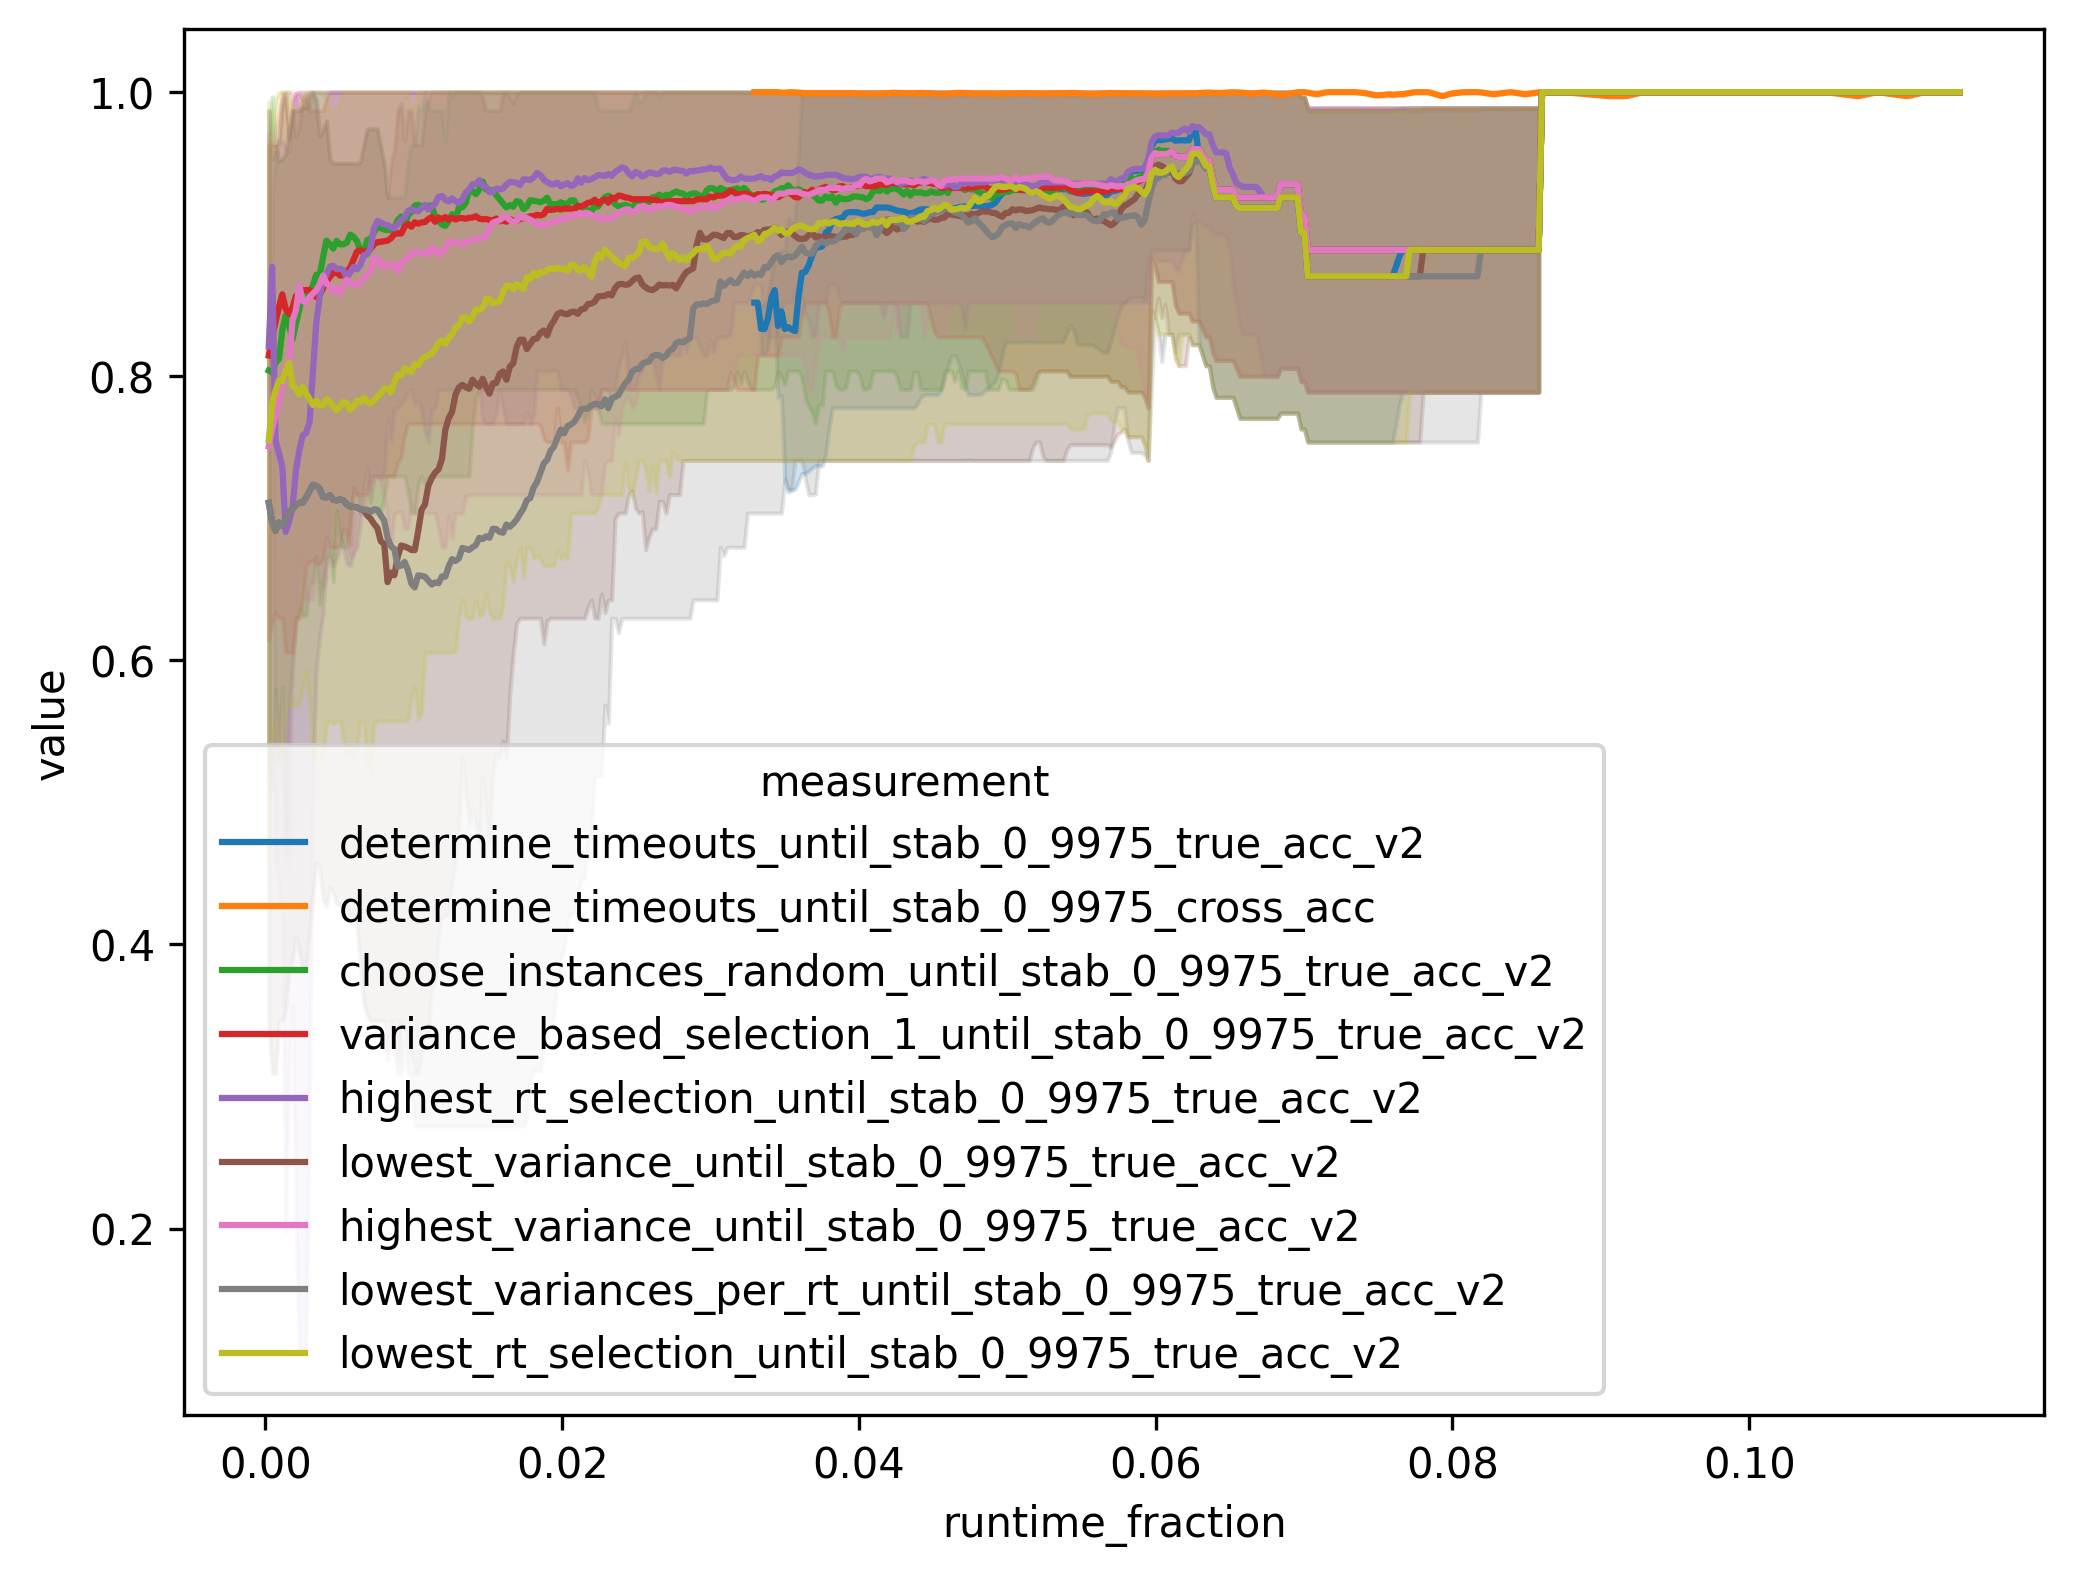 1.0
0.8
0.6
0.4
0.2
value
measurement
determine_timeouts_until_stab_0_9975_true_acc_v2
determine_timeouts_until_stab_0_9975_cross_acc
choose_instances_random_until_stab_0_9975_true_acc_v2
variance_based_selection_1_until_stab_0_9975_true_acc_v2
highest_rt_selection_until_stab_0_9975_true_acc_v2
lowest_variance_until_stab_0_9975_true_acc_v2
highest_variance_until_stab_0_9975_true_acc_v2
lowest_variances_per_rt_until_stab_0_9975_true_acc_v2
lowest_rt_selection_until_stab_0_9975_true_acc_v2
0.00 0.02 0.04 0.06 0.08 0.10
runtime_fraction